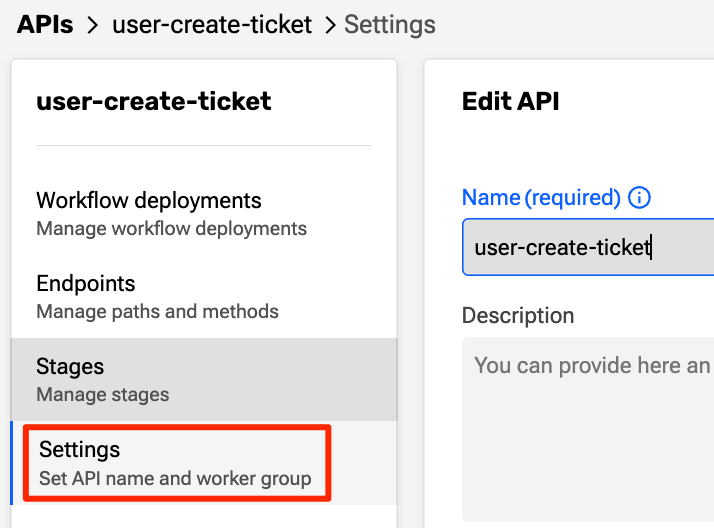 APIs > user-create-ticket > Settings
user-create-ticket
Workflow deployments
Manage workflow deployments
Endpoints
Manage paths and methods
Stages
Manage stages
Settings
Set API name and worker group
Edit API
Name (required)
user-create-ticket
Description
You can provide here an